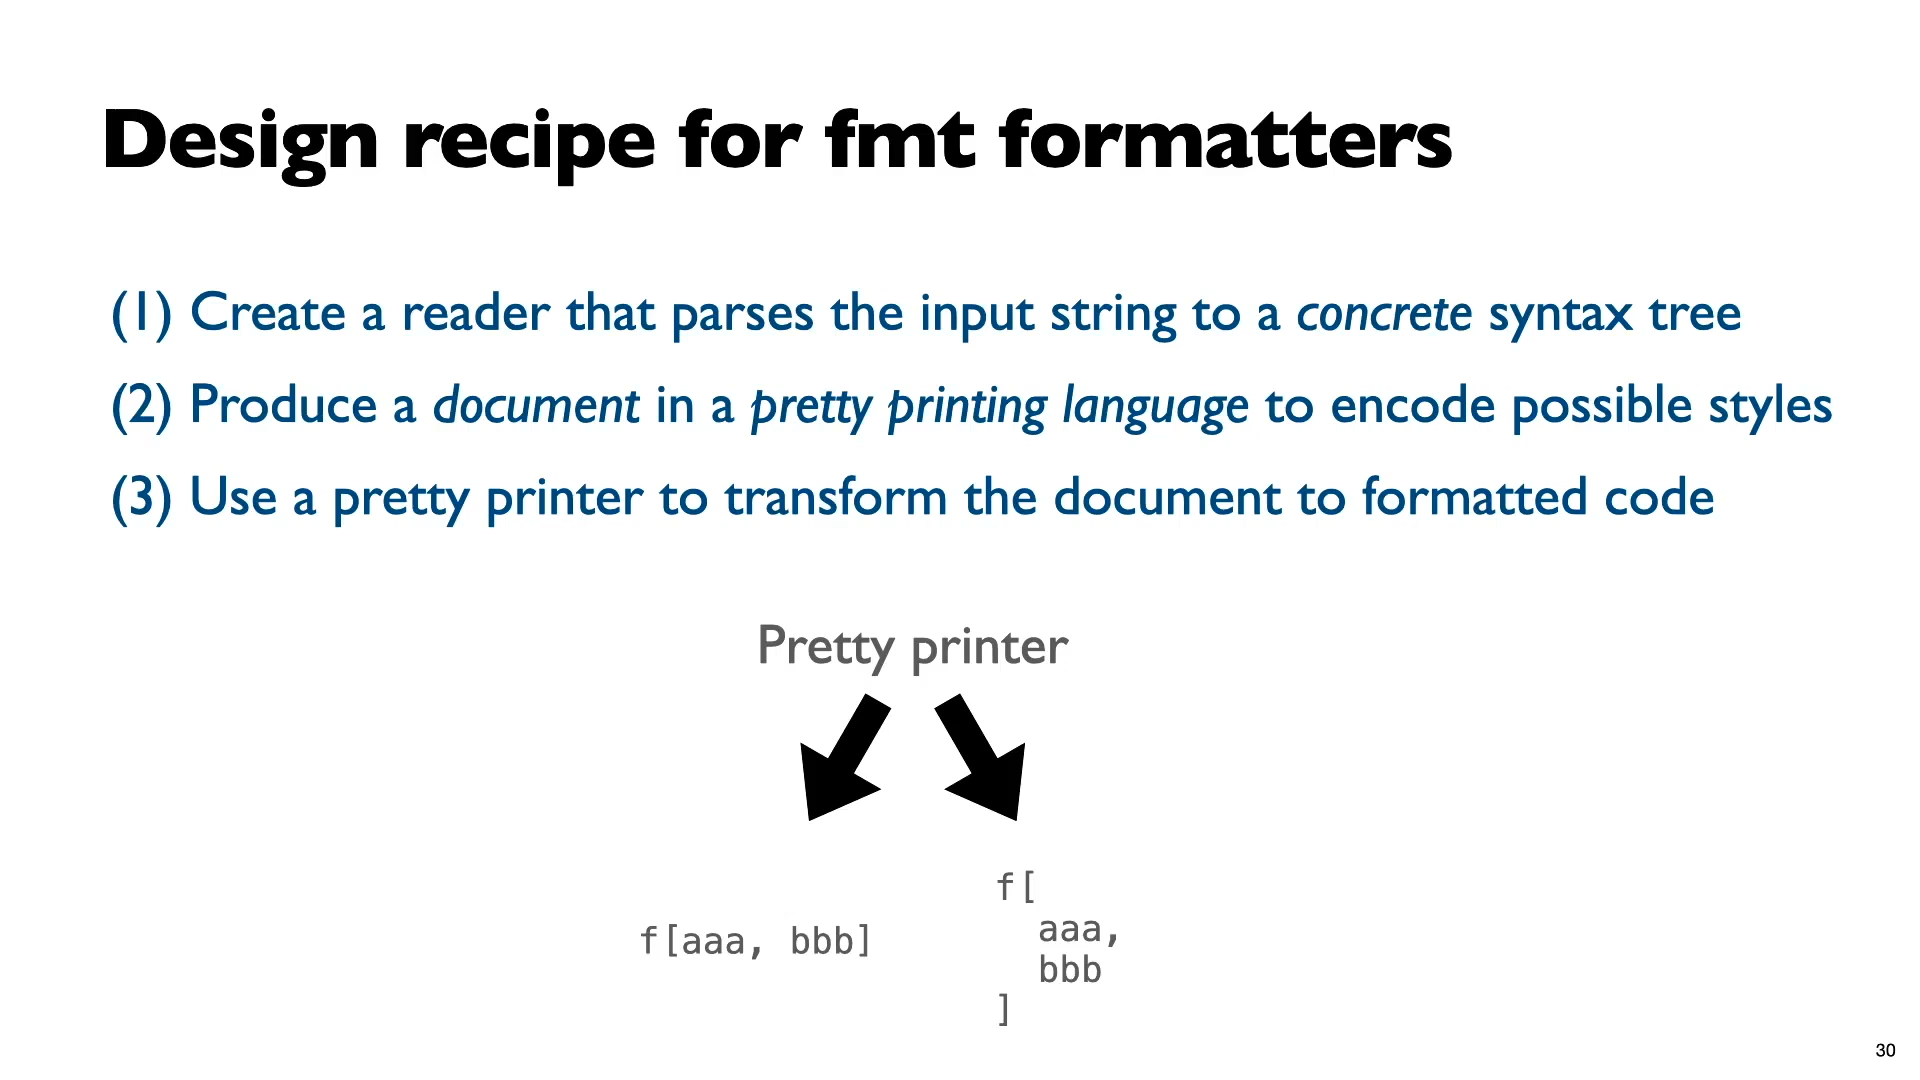 Design recipe for fmt formatters
(1) Create a reader that parses the input string to a concrete syntax tree
(2) Produce a document in a pretty printing language to encode possible styles
(3) Use a pretty printer to transform the document to formatted code
Pretty printer
f[aaa, bbb]
f[
  aaa,
  bbb
]
30